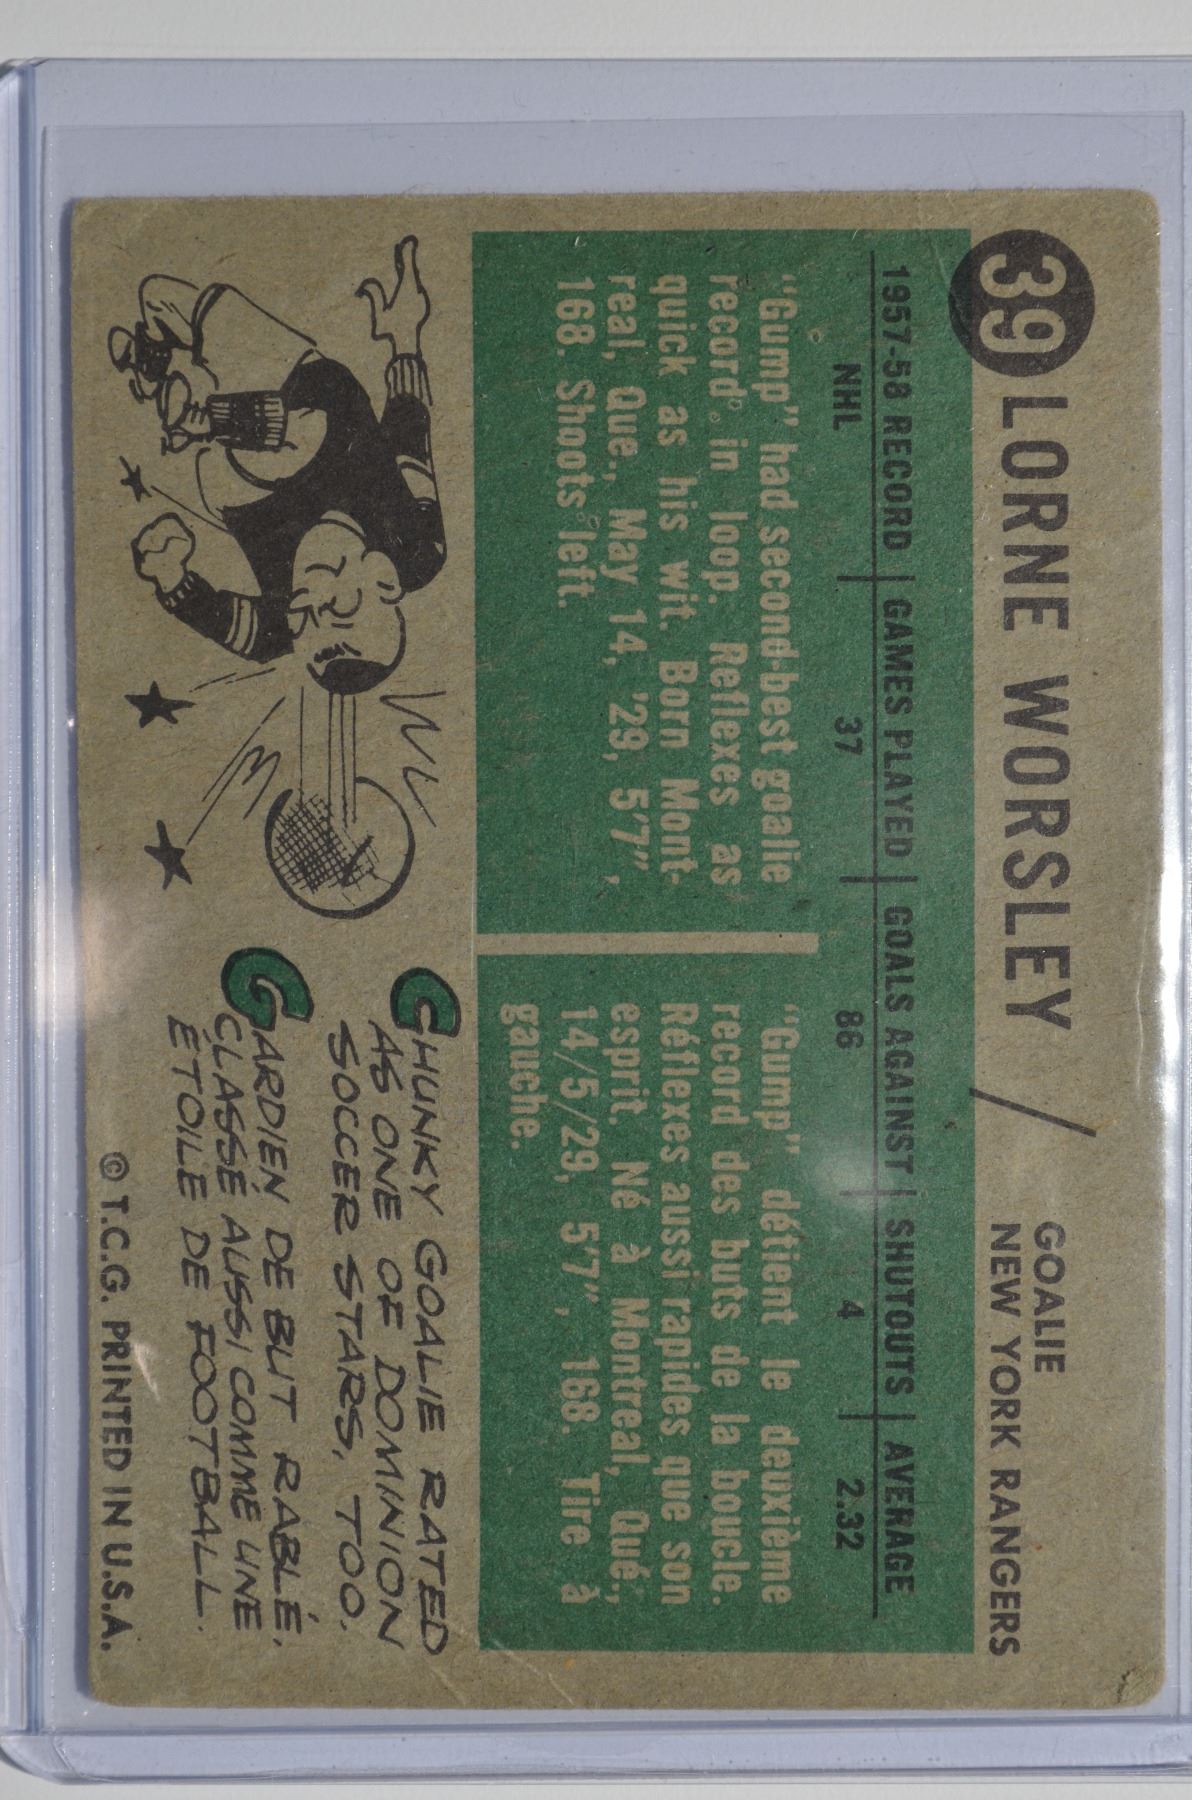 39 LORNE WORSLEY /
GOALIE
NEW YORK RANGERS
1957-58 RECORD | GAMES PLAYED | GOALS AGAINST | SHUTOUTS | AVERAGE
NHL 37 86 4 2.32
"Gump" had second-best goalie
record in loop. Reflexes as
quick as his wit. Born Mont-
real, Que., May 14, '29, 5'7",
168. Shoots left.
"Gump" détient le deuxième
record des buts de la boucle.
Réflexes aussi rapides que son
esprit. Né à Montreal, Qué.,
14/5/29, 5'7", 168. Tire à
gauche.
CHUNKY GOALIE RATED
AS ONE OF DOMINION
SOCCER STARS, TOO.
GARDIEN DE BUT RABLÉ.
CLASSÉ AUSSI COMME UNE
ÉTOILE DE FOOTBALL.
© T.C.G. PRINTED IN U.S.A.